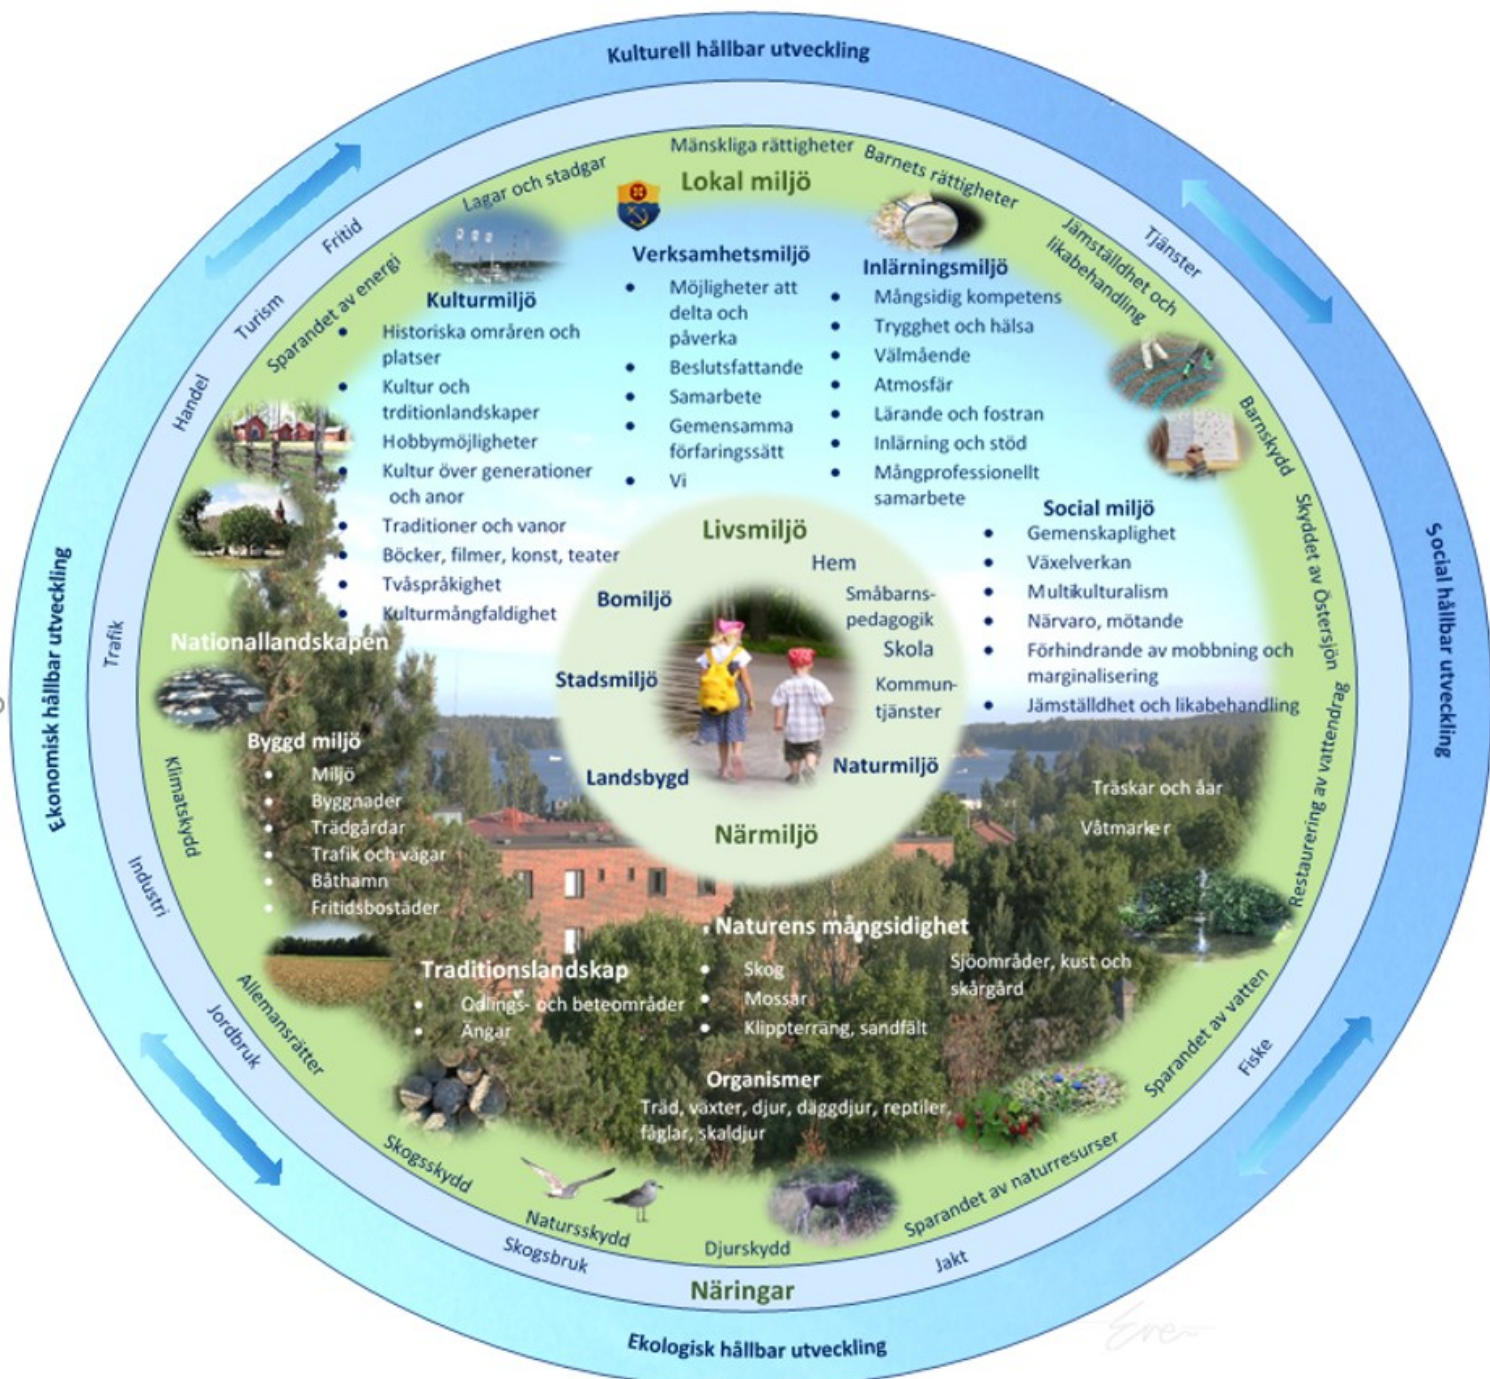 Kulturell hållbar utveckling
Mänskliga rättigheter
Barnets rättigheter
Lagar och stadgar
Lokal miljö
Jämställdhet och
likabehandling
Tjänster
Fritid
Sparandet av energi
Turism
Handel
Trafik
Barnskydd
Skyddet av Östersjön
Restaurering av vattendrag
Social hållbar utveckling
Ekonomisk hållbar utveckling
Kulturmiljö
Historiska områren och
platser
Kultur och
trditionlandskaper
Hobbymöjligheter
Kultur över generationer
och anor
Traditioner och vanor
Böcker, filmer, konst, teater
Tvåspråkighet
Kulturmångfaldighet
Verksamhetsmiljö
Möjligheter att
delta och
påverka
Beslutsfattande
Samarbete
Gemensamma
förfaringssätt
Vi
Inlärningsmiljö
Mångsidig kompetens
Trygghet och hälsa
Välmående
Atmosfär
Lärande och fostran
Inlärning och stöd
Mångprofessionellt
samarbete
Social miljö
Gemenskaplighet
Växelverkan
Multikulturalism
Närvaro, mötande
Förhindrande av mobbning och
marginalisering
Jämställdhet och likabehandling
Livsmiljö
Hem
Bomiljö
Småbarns-
pedagogik
Skola
Stadsmiljö
Kommun-
tjänster
Landsbygd
Naturmiljö
Närmiljö
Nationallandskapen
Byggd miljö
Miljö
Byggnader
Trädgårdar
Trafik och vägar
Båthamn
Fritidsbostäder
Träskar och åar
Våtmarker
Naturens mångsidighet
Skog
Mossar
Klippterräng, sandfält
Sjöområder, kust och
skårgård
Traditionslandskap
Odlings- och beteområder
Ängar
Organismer
Träd, växter, djur, däggdjur, reptiler,
fåglar, skaldjur
Klimatskydd
Industri
Allemansrätter
Jordbruk
Skogsskydd
Natursskydd
Skogsbruk
Djurskydd
Sparandet av naturresurser
Sparandet av vatten
Fiske
Jakt
Näringar
Ekologisk hållbar utveckling